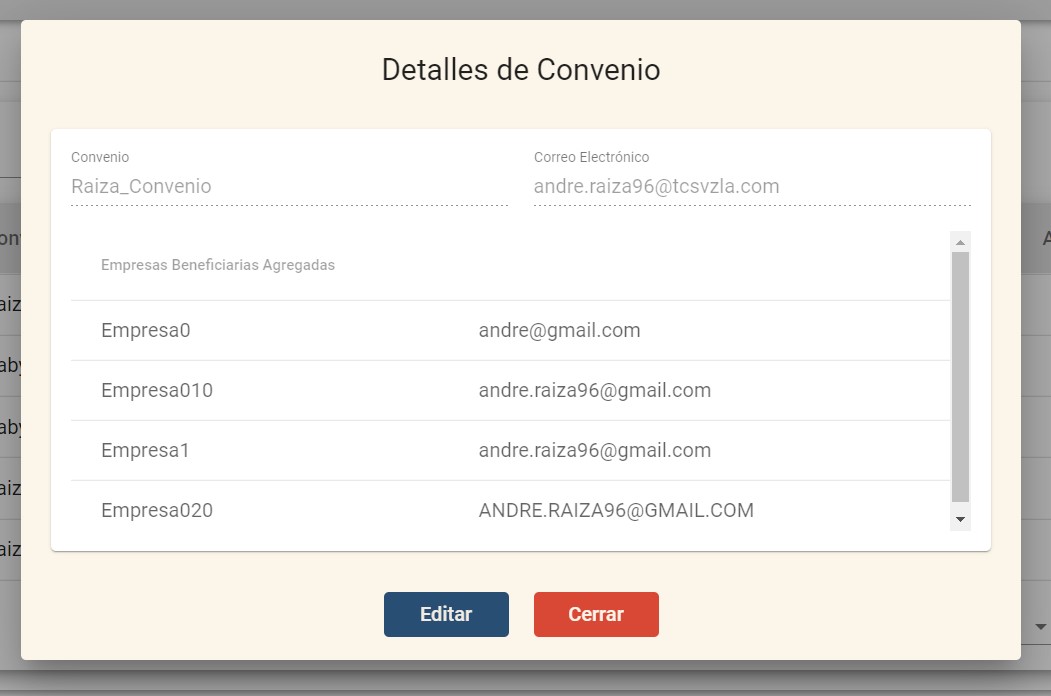 Detalles de Convenio
Convenio
Correo Electrónico
Raiza_Convenio
andre.raiza96@tcsvzla.com
Empresas Beneficiarias Agregadas
Empresa0 andre@gmail.com
Empresa010 andre.raiza96@gmail.com
Empresa1 andre.raiza96@gmail.com
Empresa020 ANDRE.RAIZA96@GMAIL.COM
Editar
Cerrar